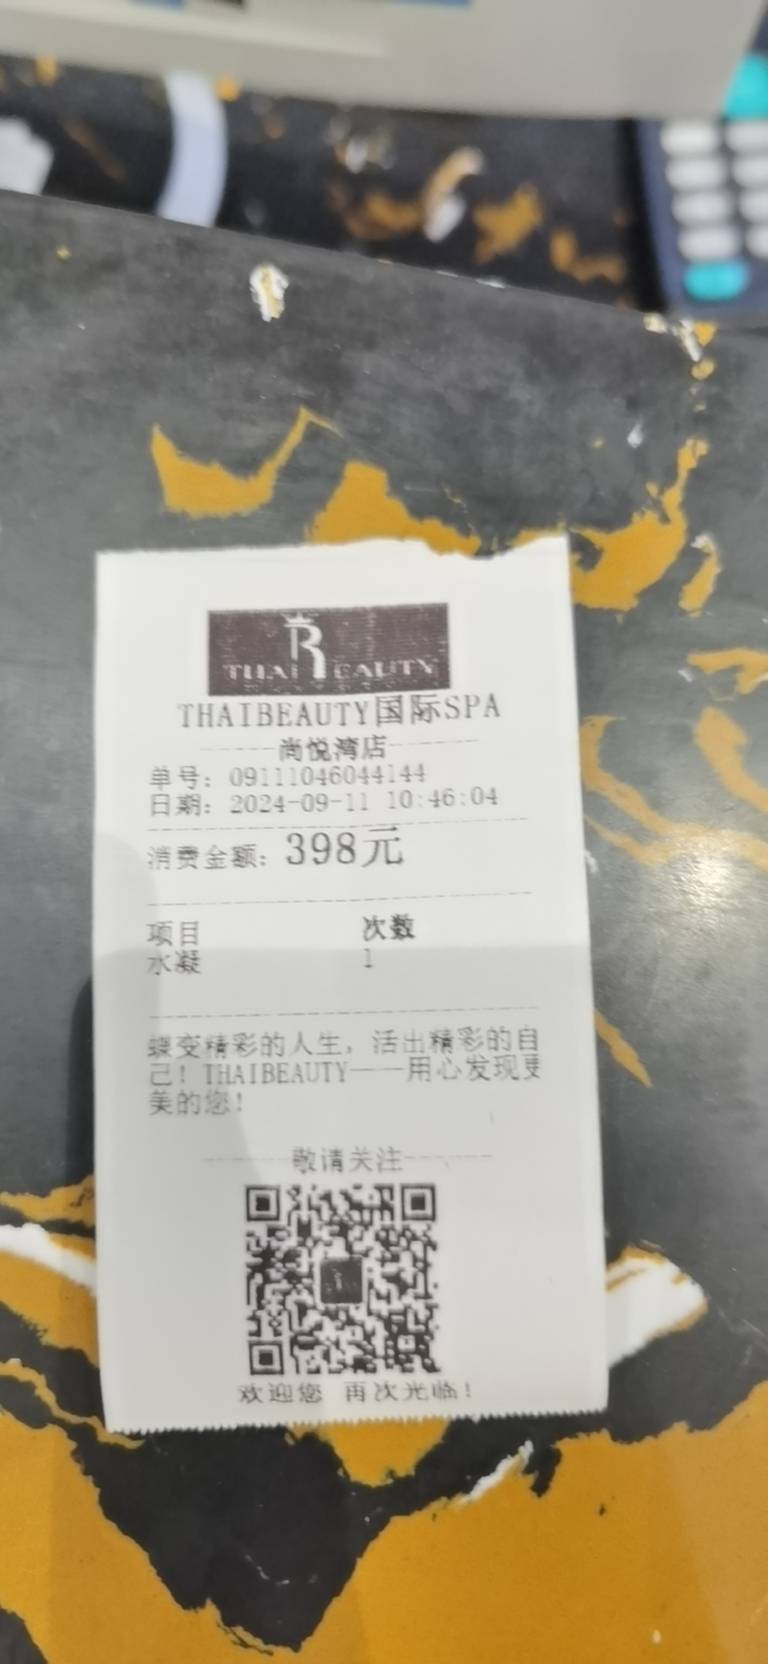 THAI BEAUTY
THAIBEAUTY国际SPA
尚悦湾店
单号: 09111046044144
日期: 2024-09-11 10:46:04
消费金额: 398元
项目 次数
水凝 1
蝶变精彩的人生, 活出精彩的自
己! THAIBEAUTY——用心发现更
美的您!
敬请关注
欢迎您 再次光临!